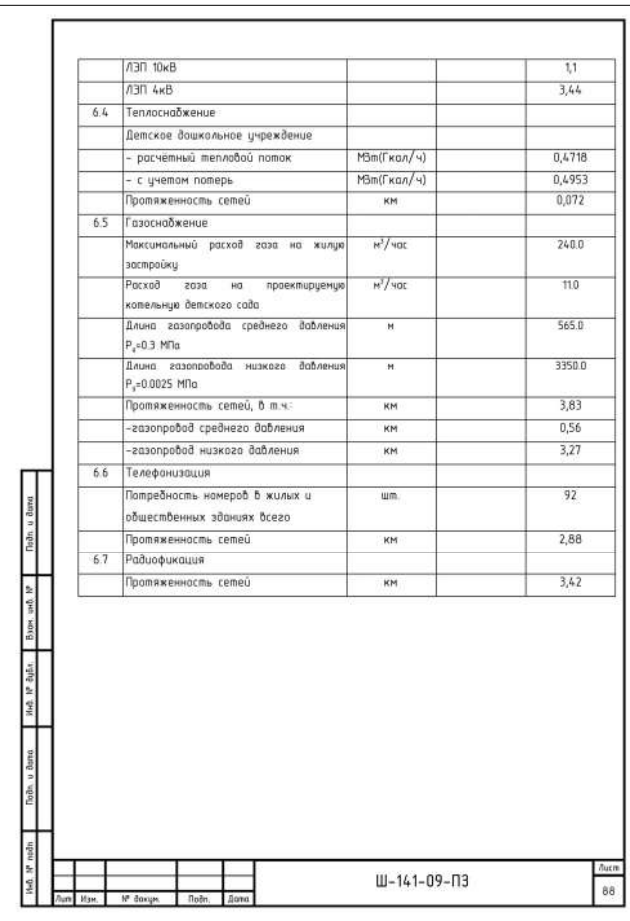 ЛЭП 10кВ 1,1
ЛЭП 4кВ 3,44
6.4 Теплоснабжение
Детское дошкольное учреждение
– расчётный тепловой поток МВт(Гкал/ч) 0,4718
– с учетом потерь МВт(Гкал/ч) 0,4953
Протяженность сетей км 0,072
6.5 Газоснабжение
Максимальный расход газа на жилую м³/час 240.0
застройку
Расход газа на проектируемую м³/час 11.0
котельную детского сада
Длина газопровода среднего давления м 565.0
Рд=0.3 МПа
Длина газопровода низкого давления м 3350.0
Рд=0.0025 МПа
Протяженность сетей, в т.ч.: км 3,83
-газопровод среднего давления км 0,56
-газопровод низкого давления км 3,27
6.6 Телефонизация
Потребность номеров в жилых и шт. 92
общественных зданиях всего
Протяженность сетей км 2,88
6.7 Радиофикация
Протяженность сетей км 3,42
Подп. и дата
Взам. инв. №
Инв. № дубл.
Подп. и дата
Инв. № подп
Лит Изм. № докум. Подп. Дата
Ш-141-09-ПЗ
Лист
88